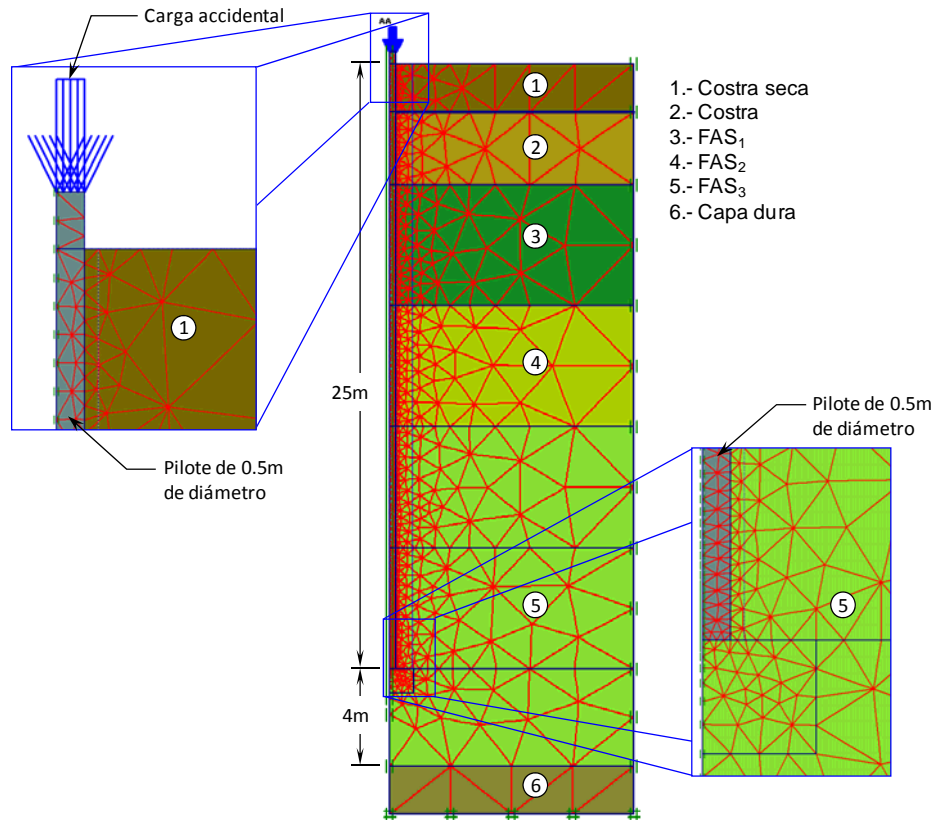 Carga accidental
AA
1
2
3
4
5
6
25m
4m
1.- Costra seca
2.- Costra
3.- FAS₁
4.- FAS₂
5.- FAS₃
6.- Capa dura
1
Pilote de 0.5m
de diámetro
Pilote de 0.5m
de diámetro
5